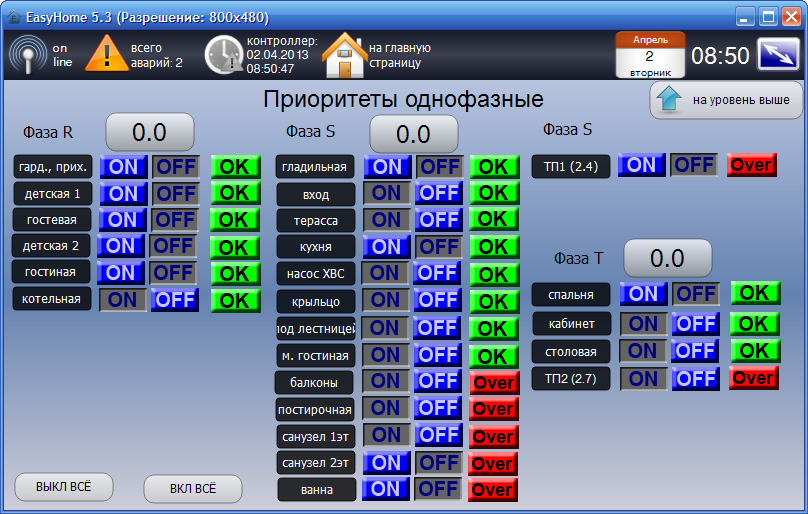 EasyHome 5.3 (Разрешение: 800x480)
on
line
всего
аварий: 2
контроллер:
02.04.2013
08:50:47
на главную
страницу
Апрель
2
вторник
08:50
Приоритеты однофазные
на уровень выше
Фаза R 0.0
гард., прих. ON OFF OK
детская 1 ON OFF OK
гостевая ON OFF OK
детская 2 ON OFF OK
гостиная ON OFF OK
котельная ON OFF OK
Фаза S 0.0
гладильная ON OFF OK
вход ON OFF OK
терасса ON OFF OK
кухня ON OFF OK
насос ХВС ON OFF OK
крыльцо ON OFF OK
под лестницей ON OFF OK
м. гостиная ON OFF OK
балконы ON OFF Over
постирочная ON OFF Over
санузел 1эт ON OFF Over
санузел 2эт ON OFF Over
ванна ON OFF Over
Фаза S
ТП1 (2.4) ON OFF Over
Фаза T 0.0
спальня ON OFF OK
кабинет ON OFF OK
столовая ON OFF OK
ТП2 (2.7) ON OFF Over
ВЫКЛ ВСЁ
ВКЛ ВСЁ